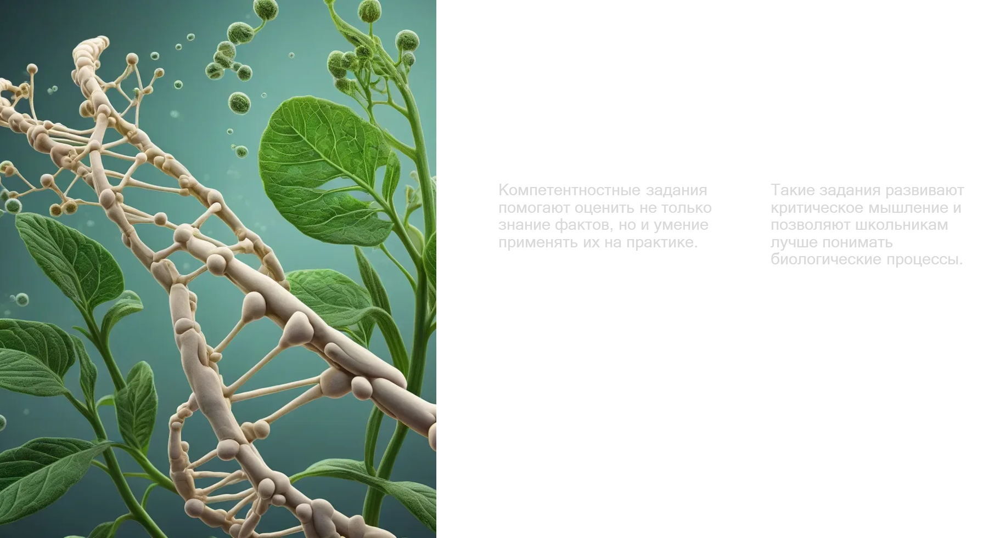 Компетентностные задания
помогают оценить не только
знание фактов, но и умение
применять их на практике.
Такие задания развивают
критическое мышление и
позволяют школьникам
лучше понимать
биологические процессы.